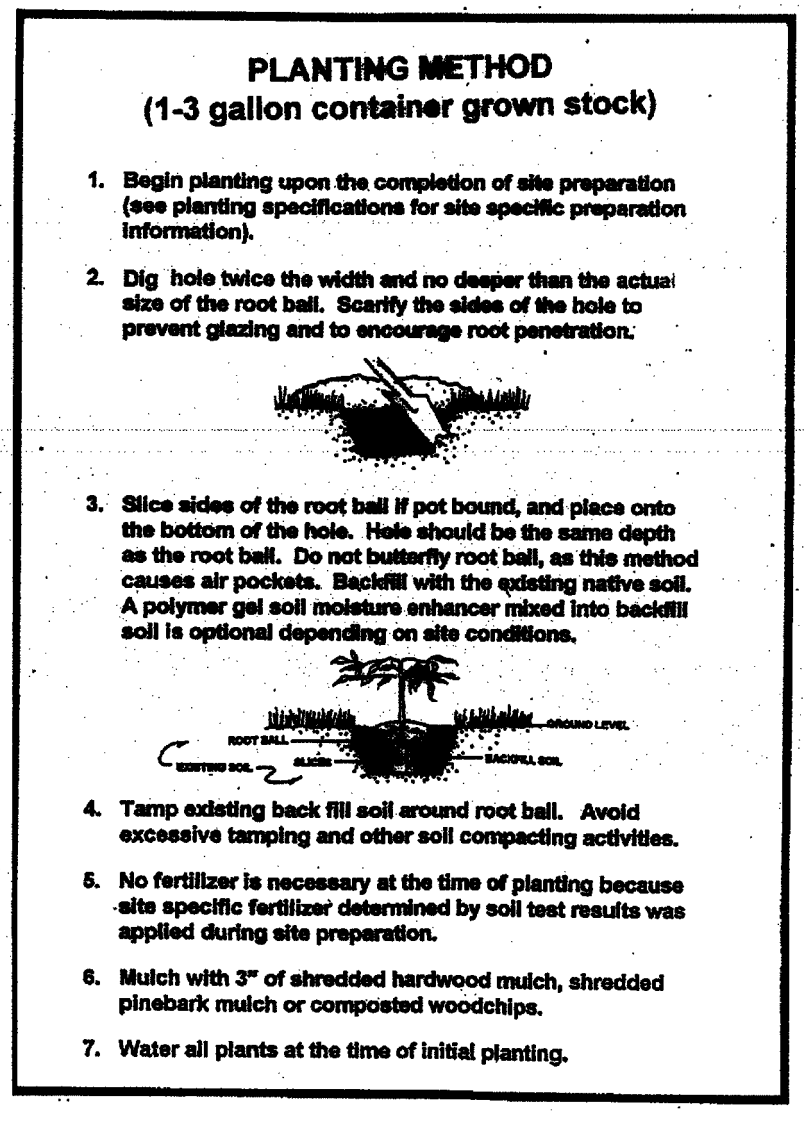 PLANTING METHOD
(1-3 gallon container grown stock)
1. Begin planting upon the completion of site preparation
(see planting specifications for site specific preparation
information).
2. Dig hole twice the width and no deeper than the actual
size of the root ball. Scarify the sides of the hole to
prevent glazing and to encourage root penetration.
3. Slice sides of the root ball if pot bound, and place onto
the bottom of the hole. Hole should be the same depth
as the root ball. Do not butterfly root ball, as this method
causes air pockets. Backfill with the existing native soil.
A polymer gel soil moisture enhancer mixed into backfill
soil is optional depending on site conditions.
GROUND LEVEL
ROOT BALL
EXISTING SOIL
SLICES
BACKFILL SOIL
4. Tamp existing back fill soil around root ball. Avoid
excessive tamping and other soil compacting activities.
5. No fertilizer is necessary at the time of planting because
site specific fertilizer determined by soil test results was
applied during site preparation.
6. Mulch with 3" of shredded hardwood mulch, shredded
pinebark mulch or composted woodchips.
7. Water all plants at the time of initial planting.